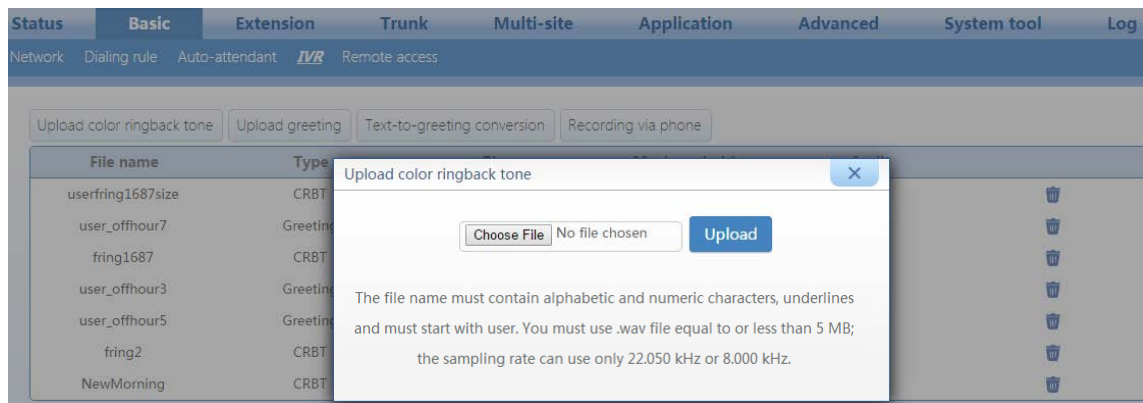 Status Basic Extension Trunk Multi-site Application Advanced System tool Log
Network Dialing rule Auto-attendant IVR Remote access
Upload color ringback tone Upload greeting Text-to-greeting conversion Recording via phone
File name Type
userfring1687size CRBT
user_offhour7 Greeting
fring1687 CRBT
user_offhour3 Greeting
user_offhour5 Greeting
fring2 CRBT
NewMorning CRBT
Upload color ringback tone
Choose File No file chosen Upload
The file name must contain alphabetic and numeric characters, underlines
and must start with user. You must use .wav file equal to or less than 5 MB;
the sampling rate can use only 22.050 kHz or 8.000 kHz.